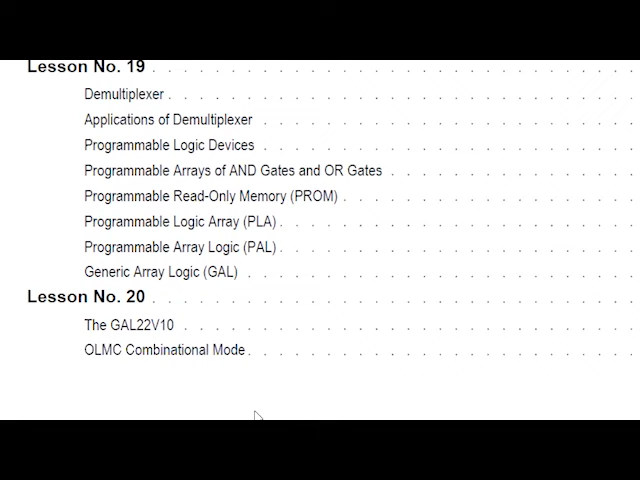 Lesson No. 19 . . . . . . . . . . . . . . . . . . . . . . . . .
Demultiplexer . . . . . . . . . . . . . . . . . . . . . . . .
Applications of Demultiplexer . . . . . . . . . . . . . . . . . . . .
Programmable Logic Devices . . . . . . . . . . . . . . . . . . . .
Programmable Arrays of AND Gates and OR Gates . . . . . . . . . . . . . . .
Programmable Read-Only Memory (PROM) . . . . . . . . . . . . . . . . .
Programmable Logic Array (PLA) . . . . . . . . . . . . . . . . . . .
Programmable Array Logic (PAL) . . . . . . . . . . . . . . . . . . .
Generic Array Logic (GAL) . . . . . . . . . . . . . . . . . . . . .
Lesson No. 20 . . . . . . . . . . . . . . . . . . . . . . . . .
The GAL22V10 . . . . . . . . . . . . . . . . . . . . . . .
OLMC Combinational Mode . . . . . . . . . . . . . . . . . . . . .